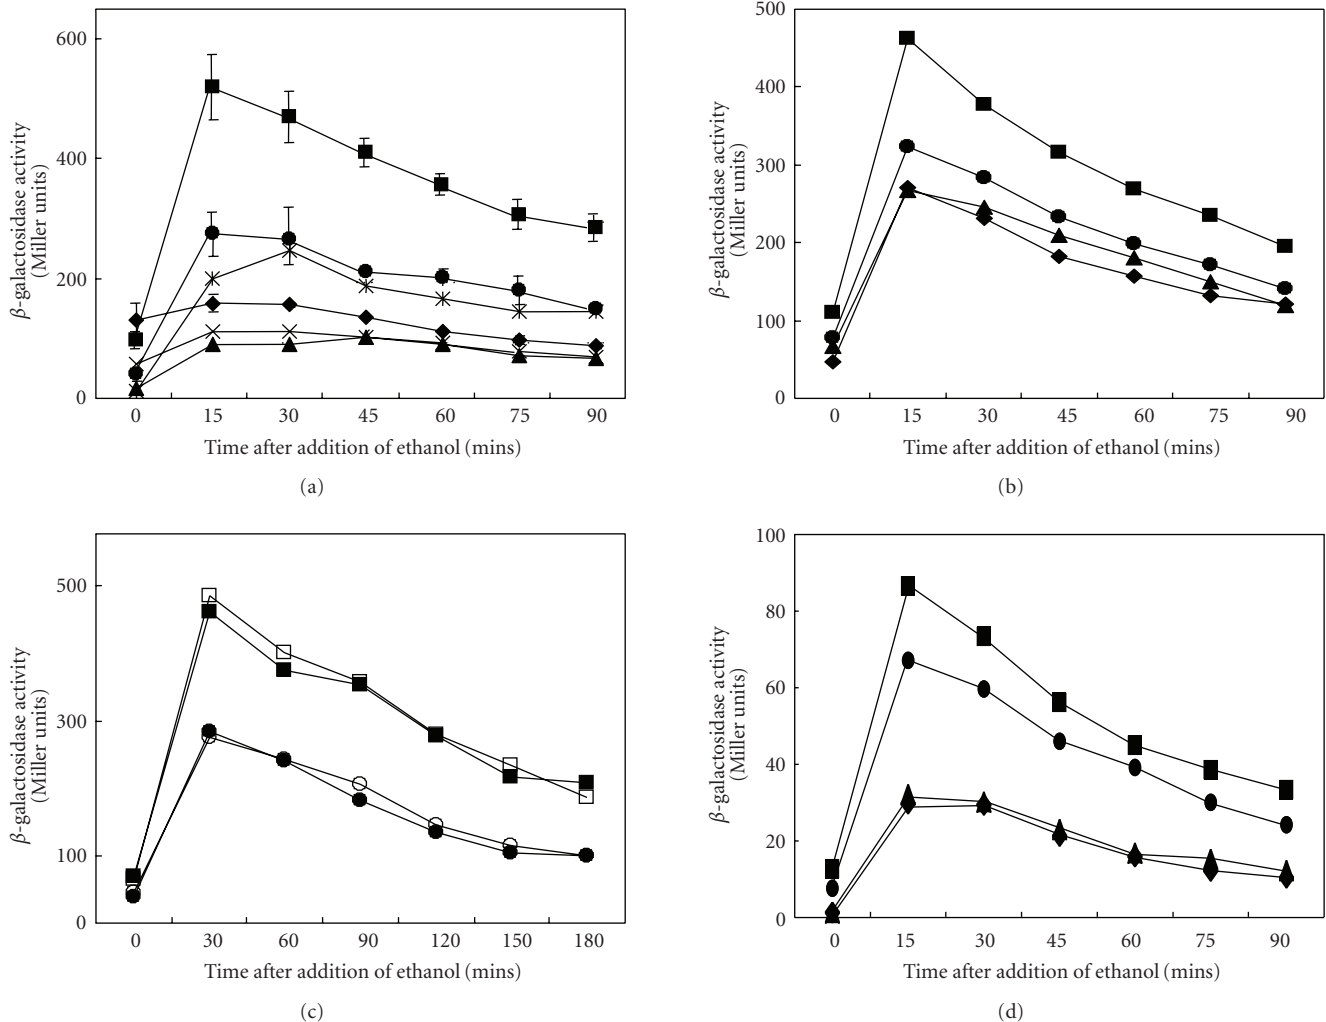 β-galactosidase activity
(Miller units)
600
400
200
0
0 15 30 45 60 75 90
Time after addition of ethanol (mins)
(a)
β-galactosidase activity
(Miller units)
500
400
300
200
100
0
0 15 30 45 60 75 90
Time after addition of ethanol (mins)
(b)
β-galactosidase activity
(Miller units)
500
300
100
0
0 30 60 90 120 150 180
Time after addition of ethanol (mins)
(c)
β-galactosidase activity
(Miller units)
100
80
60
40
20
0
0 15 30 45 60 75 90
Time after addition of ethanol (mins)
(d)